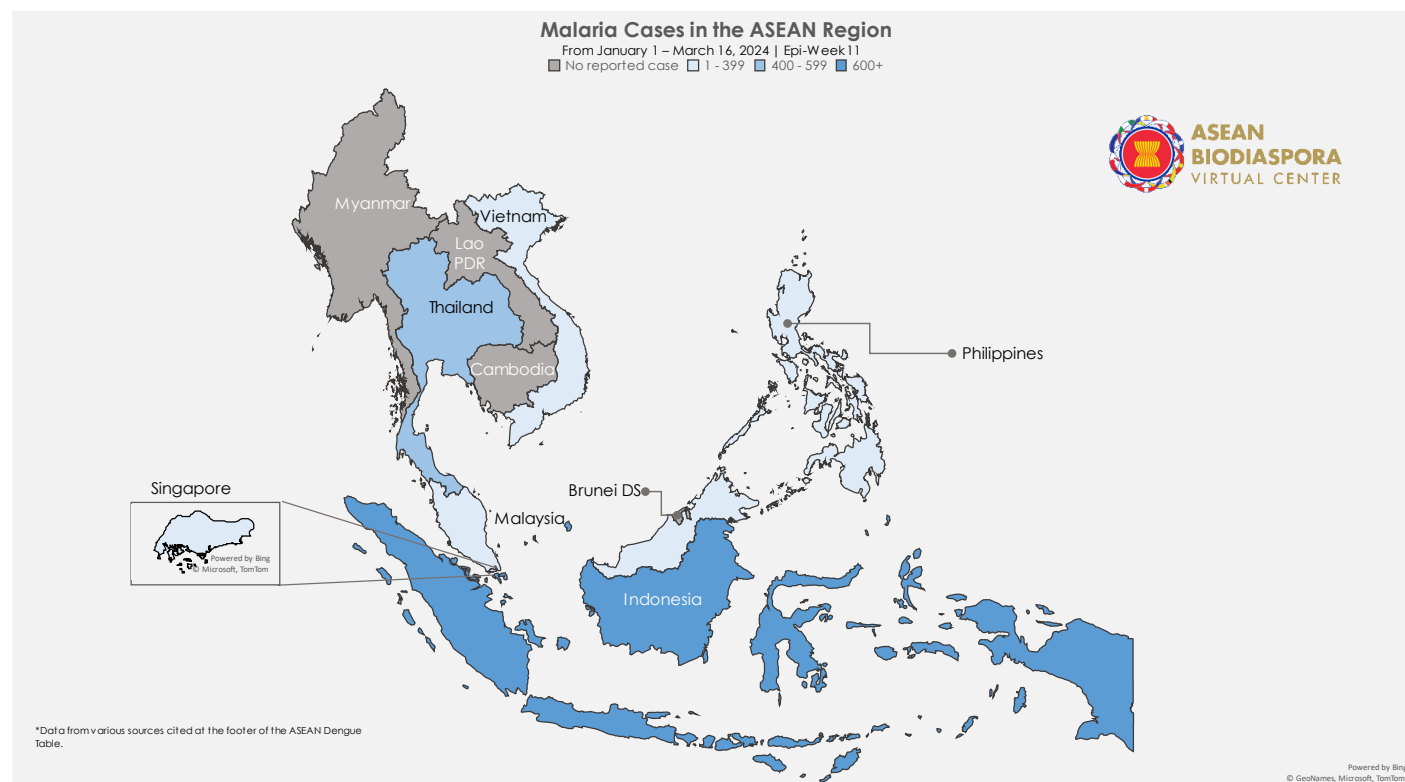 Malaria Cases in the ASEAN Region
From January 1 – March 16, 2024 | Epi-Week 11
No reported case 1 - 399 400 - 599 600+
ASEAN
BIODIASPORA
VIRTUAL CENTER
Myanmar
Vietnam
Lao
PDR
Thailand
Cambodia
Philippines
Singapore
Brunei DS
Malaysia
Powered by Bing
© Microsoft, TomTom
Indonesia
*Data from various sources cited at the footer of the ASEAN Dengue
Table.
Powered by Bing
© GeoNames, Microsoft, TomTom